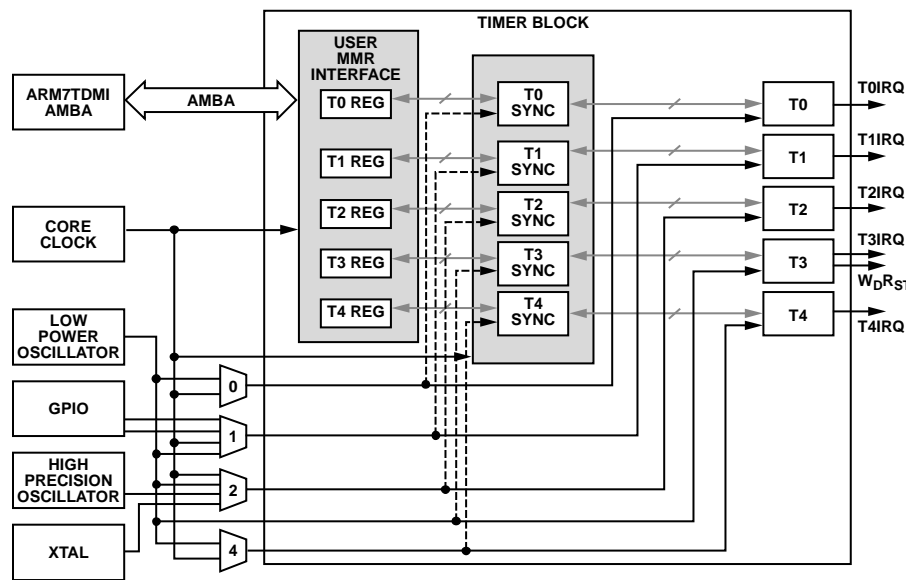 TIMER BLOCK
USER
MMR
INTERFACE
ARM7TDMI
AMBA
AMBA
T0 REG
T0
SYNC
T0
T0IRQ
T1 REG
T1
SYNC
T1
T1IRQ
T2 REG
T2
SYNC
T2
T2IRQ
CORE
CLOCK
T3 REG
T3
SYNC
T3
T3IRQ
WDRST
T4 REG
T4
SYNC
T4
T4IRQ
LOW
POWER
OSCILLATOR
0
GPIO
1
HIGH
PRECISION
OSCILLATOR
2
XTAL
4